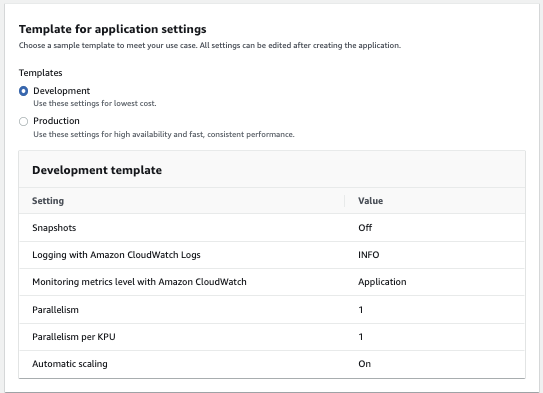 Template for application settings
Choose a sample template to meet your use case. All settings can be edited after creating the application.
Templates
Development
Use these settings for lowest cost.
Production
Use these settings for high availability and fast, consistent performance.
Development template
Setting Value
Snapshots Off
Logging with Amazon CloudWatch Logs INFO
Monitoring metrics level with Amazon CloudWatch Application
Parallelism 1
Parallelism per KPU 1
Automatic scaling On